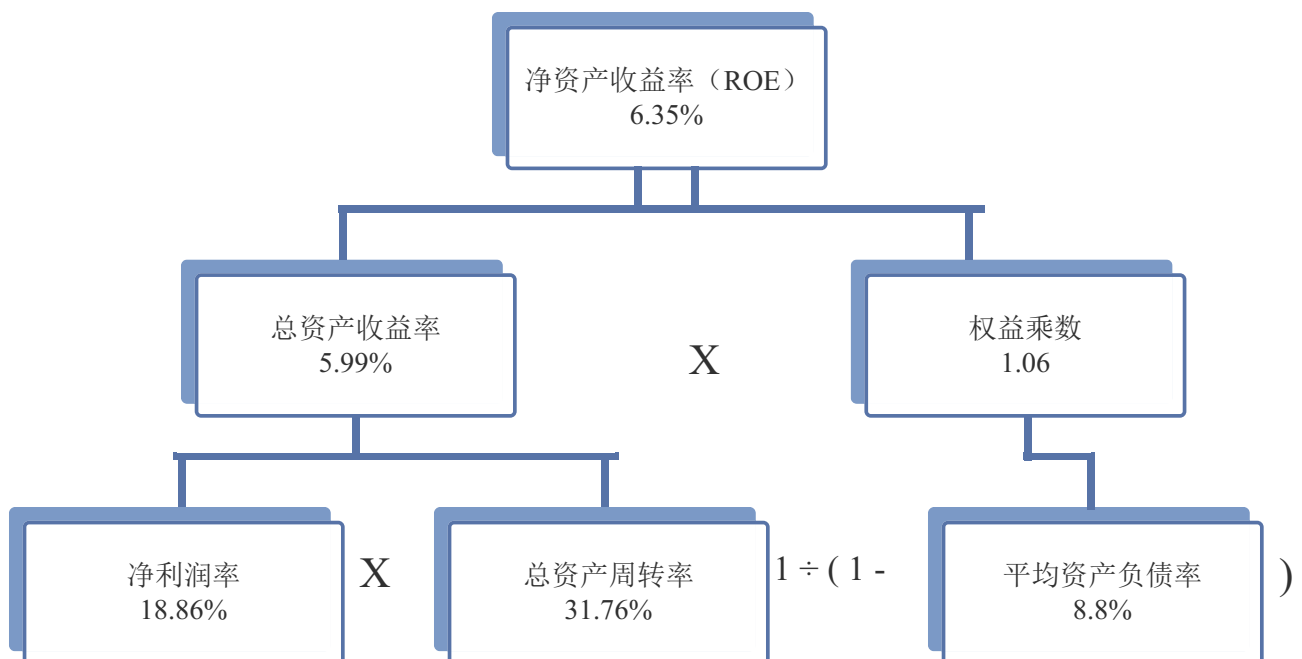 净资产收益率（ROE）
6.35%
总资产收益率
5.99%
X
权益乘数
1.06
净利润率
18.86%
X
总资产周转率
31.76%
1 ÷ ( 1 -
平均资产负债率
8.8%
)